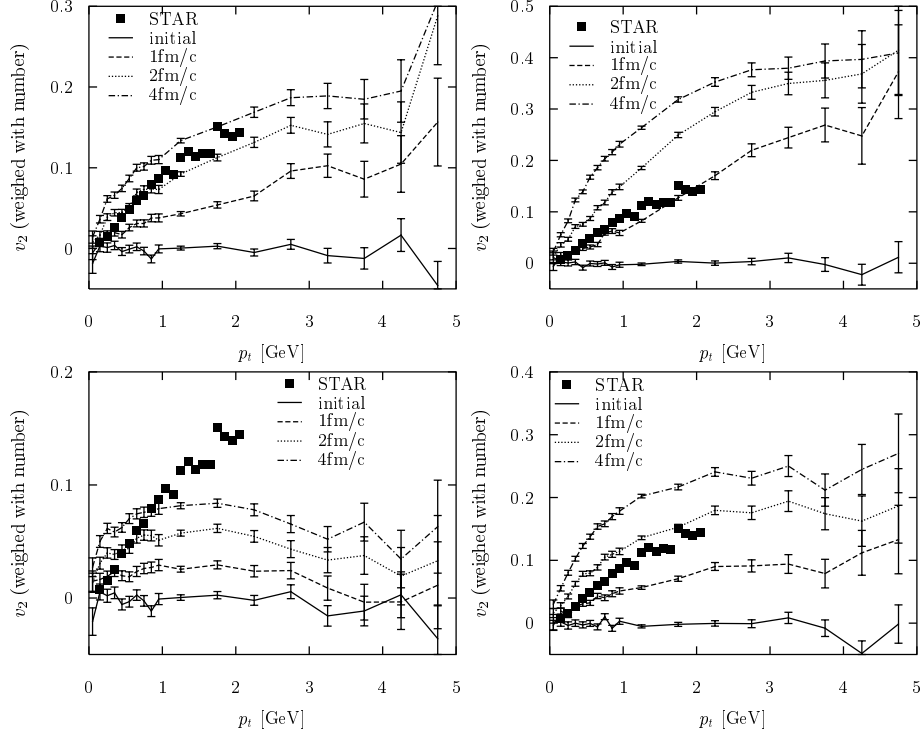 0.3
0.2
0.1
0
v₂ (weighed with number)
STAR
initial
1fm/c
2fm/c
4fm/c
0 1 2 3 4 5
pₜ [GeV]
0.5
0.4
0.3
0.2
0.1
0
v₂ (weighed with number)
STAR
initial
1fm/c
2fm/c
4fm/c
0 1 2 3 4 5
pₜ [GeV]
0.2
0.1
0
v₂ (weighed with number)
STAR
initial
1fm/c
2fm/c
4fm/c
0 1 2 3 4 5
pₜ [GeV]
0.4
0.3
0.2
0.1
0
v₂ (weighed with number)
STAR
initial
1fm/c
2fm/c
4fm/c
0 1 2 3 4 5
pₜ [GeV]